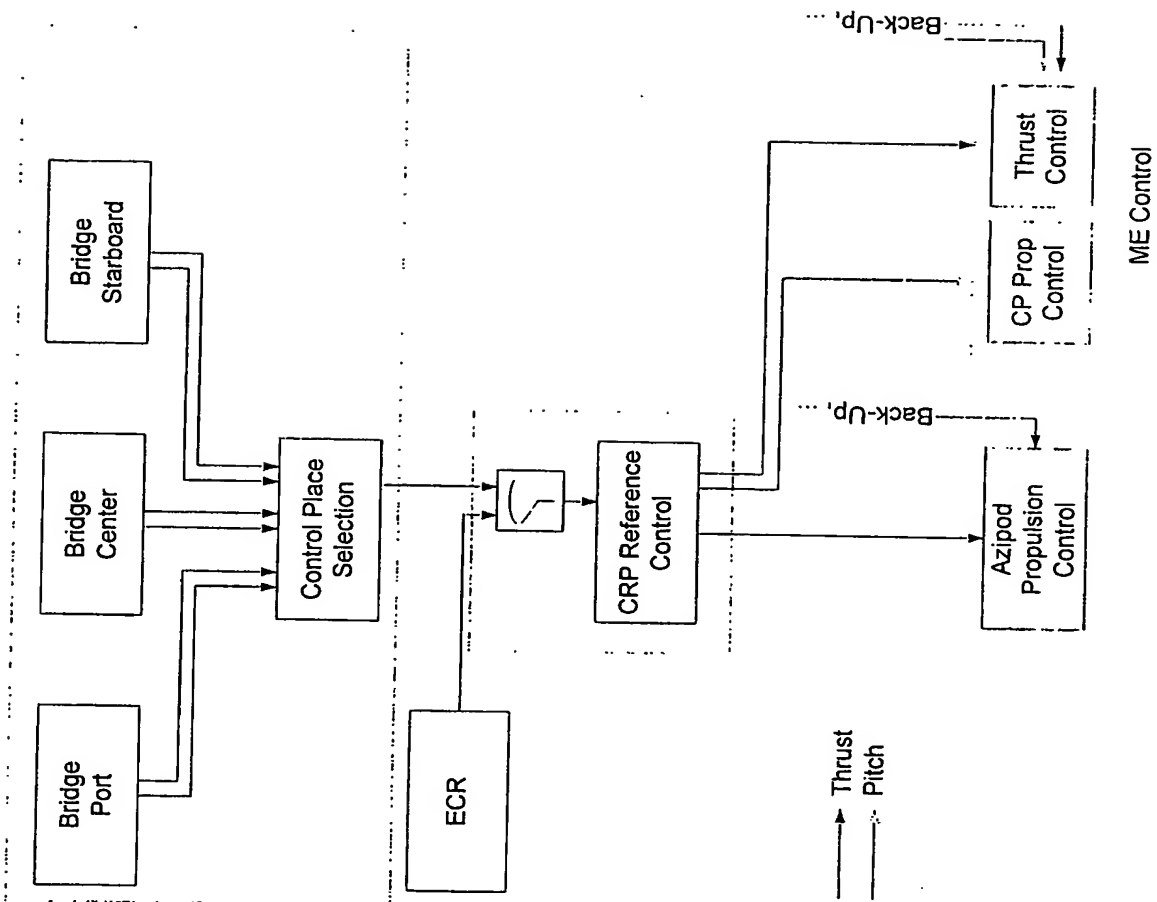 Bridge
Port
Bridge
Center
Bridge
Starboard
Control Place
Selection
ECR
CRP Reference
Control
Back-Up, ...
Back-Up, ...
Azipod
Propulsion
Control
CP Prop
Control
Thrust
Control
ME Control
Thrust
Pitch